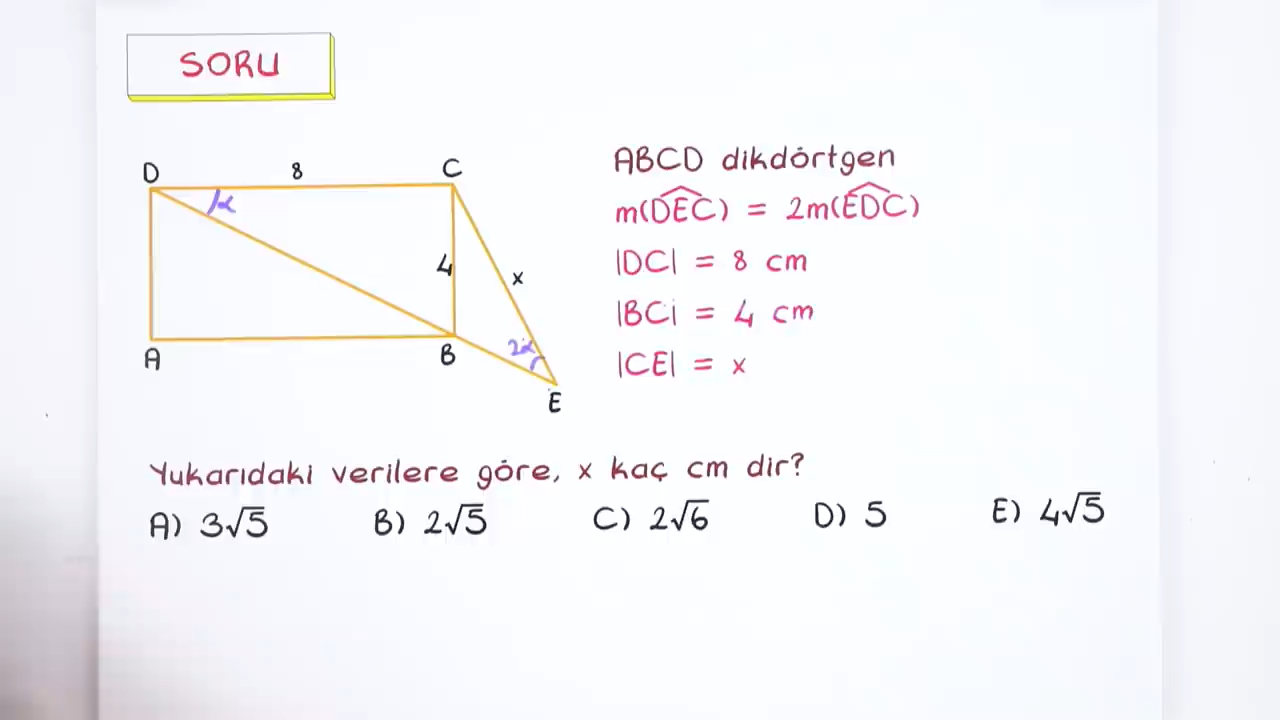 SORU
D 8 C
α
4 x
A B 2α
E
ABCD dikdörtgen
m(DEC) = 2m(EDC)
|DC| = 8 cm
|BC| = 4 cm
|CE| = x
Yukarıdaki verilere göre, x kaç cm dir?
A) 3√5 B) 2√5 C) 2√6 D) 5 E) 4√5